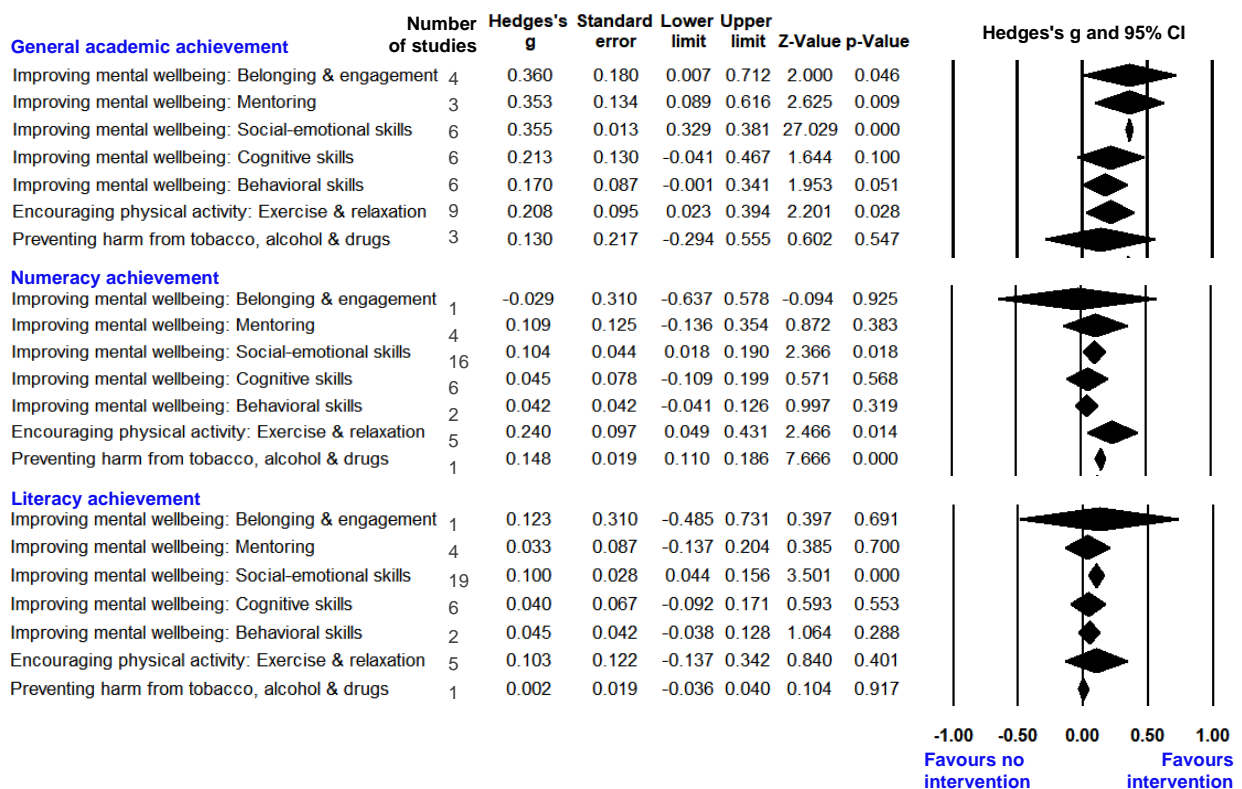 Number Hedges's Standard Lower Upper
General academic achievement of studies g error limit limit Z-Value p-Value Hedges's g and 95% CI
Improving mental wellbeing: Belonging & engagement 4 0.360 0.180 0.007 0.712 2.000 0.046
Improving mental wellbeing: Mentoring 3 0.353 0.134 0.089 0.616 2.625 0.009
Improving mental wellbeing: Social-emotional skills 6 0.355 0.013 0.329 0.381 27.029 0.000
Improving mental wellbeing: Cognitive skills 6 0.213 0.130 -0.041 0.467 1.644 0.100
Improving mental wellbeing: Behavioral skills 6 0.170 0.087 -0.001 0.341 1.953 0.051
Encouraging physical activity: Exercise & relaxation 9 0.208 0.095 0.023 0.394 2.201 0.028
Preventing harm from tobacco, alcohol & drugs 3 0.130 0.217 -0.294 0.555 0.602 0.547
Numeracy achievement
Improving mental wellbeing: Belonging & engagement 1 -0.029 0.310 -0.637 0.578 -0.094 0.925
Improving mental wellbeing: Mentoring 4 0.109 0.125 -0.136 0.354 0.872 0.383
Improving mental wellbeing: Social-emotional skills 16 0.104 0.044 0.018 0.190 2.366 0.018
Improving mental wellbeing: Cognitive skills 6 0.045 0.078 -0.109 0.199 0.571 0.568
Improving mental wellbeing: Behavioral skills 2 0.042 0.042 -0.041 0.126 0.997 0.319
Encouraging physical activity: Exercise & relaxation 5 0.240 0.097 0.049 0.431 2.466 0.014
Preventing harm from tobacco, alcohol & drugs 1 0.148 0.019 0.110 0.186 7.666 0.000
Literacy achievement
Improving mental wellbeing: Belonging & engagement 1 0.123 0.310 -0.485 0.731 0.397 0.691
Improving mental wellbeing: Mentoring 4 0.033 0.087 -0.137 0.204 0.385 0.700
Improving mental wellbeing: Social-emotional skills 19 0.100 0.028 0.044 0.156 3.501 0.000
Improving mental wellbeing: Cognitive skills 6 0.040 0.067 -0.092 0.171 0.593 0.553
Improving mental wellbeing: Behavioral skills 2 0.045 0.042 -0.038 0.128 1.064 0.288
Encouraging physical activity: Exercise & relaxation 5 0.103 0.122 -0.137 0.342 0.840 0.401
Preventing harm from tobacco, alcohol & drugs 1 0.002 0.019 -0.036 0.040 0.104 0.917
-1.00 -0.50 0.00 0.50 1.00
Favours no Favours
intervention intervention